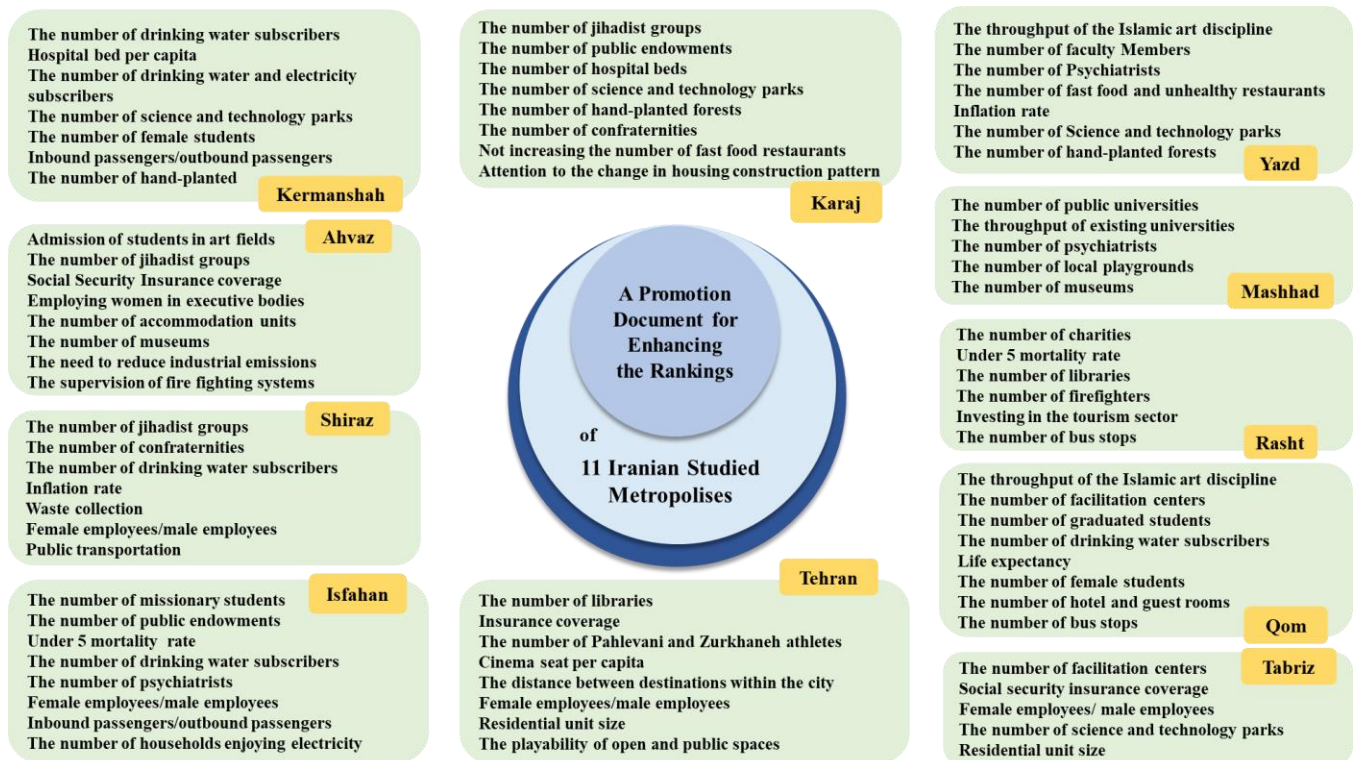 The number of drinking water subscribers
Hospital bed per capita
The number of drinking water and electricity
subscribers
The number of science and technology parks
The number of female students
Inbound passengers/outbound passengers
The number of hand-planted
Kermanshah
Ahvaz
Admission of students in art fields
The number of jihadist groups
Social Security Insurance coverage
Employing women in executive bodies
The number of accommodation units
The number of museums
The need to reduce industrial emissions
The supervision of fire fighting systems
Shiraz
The number of jihadist groups
The number of confraternities
The number of drinking water subscribers
Inflation rate
Waste collection
Female employees/male employees
Public transportation
Isfahan
The number of missionary students
The number of public endowments
Under 5 mortality rate
The number of drinking water subscribers
The number of psychiatrists
Female employees/male employees
Inbound passengers/outbound passengers
The number of households enjoying electricity
The number of jihadist groups
The number of public endowments
The number of hospital beds
The number of science and technology parks
The number of hand-planted forests
The number of confraternities
Not increasing the number of fast food restaurants
Attention to the change in housing construction pattern
Karaj
A Promotion
Document for
Enhancing
the Rankings
of
11 Iranian Studied
Metropolises
Tehran
The number of libraries
Insurance coverage
The number of Pahlevani and Zurkhaneh athletes
Cinema seat per capita
The distance between destinations within the city
Female employees/male employees
Residential unit size
The playability of open and public spaces
The throughput of the Islamic art discipline
The number of faculty Members
The number of Psychiatrists
The number of fast food and unhealthy restaurants
Inflation rate
The number of Science and technology parks
The number of hand-planted forests
Yazd
The number of public universities
The throughput of existing universities
The number of psychiatrists
The number of local playgrounds
The number of museums
Mashhad
The number of charities
Under 5 mortality rate
The number of libraries
The number of firefighters
Investing in the tourism sector
The number of bus stops
Rasht
The throughput of the Islamic art discipline
The number of facilitation centers
The number of graduated students
The number of drinking water subscribers
Life expectancy
The number of female students
The number of hotel and guest rooms
The number of bus stops
Qom
Tabriz
The number of facilitation centers
Social security insurance coverage
Female employees/ male employees
The number of science and technology parks
Residential unit size